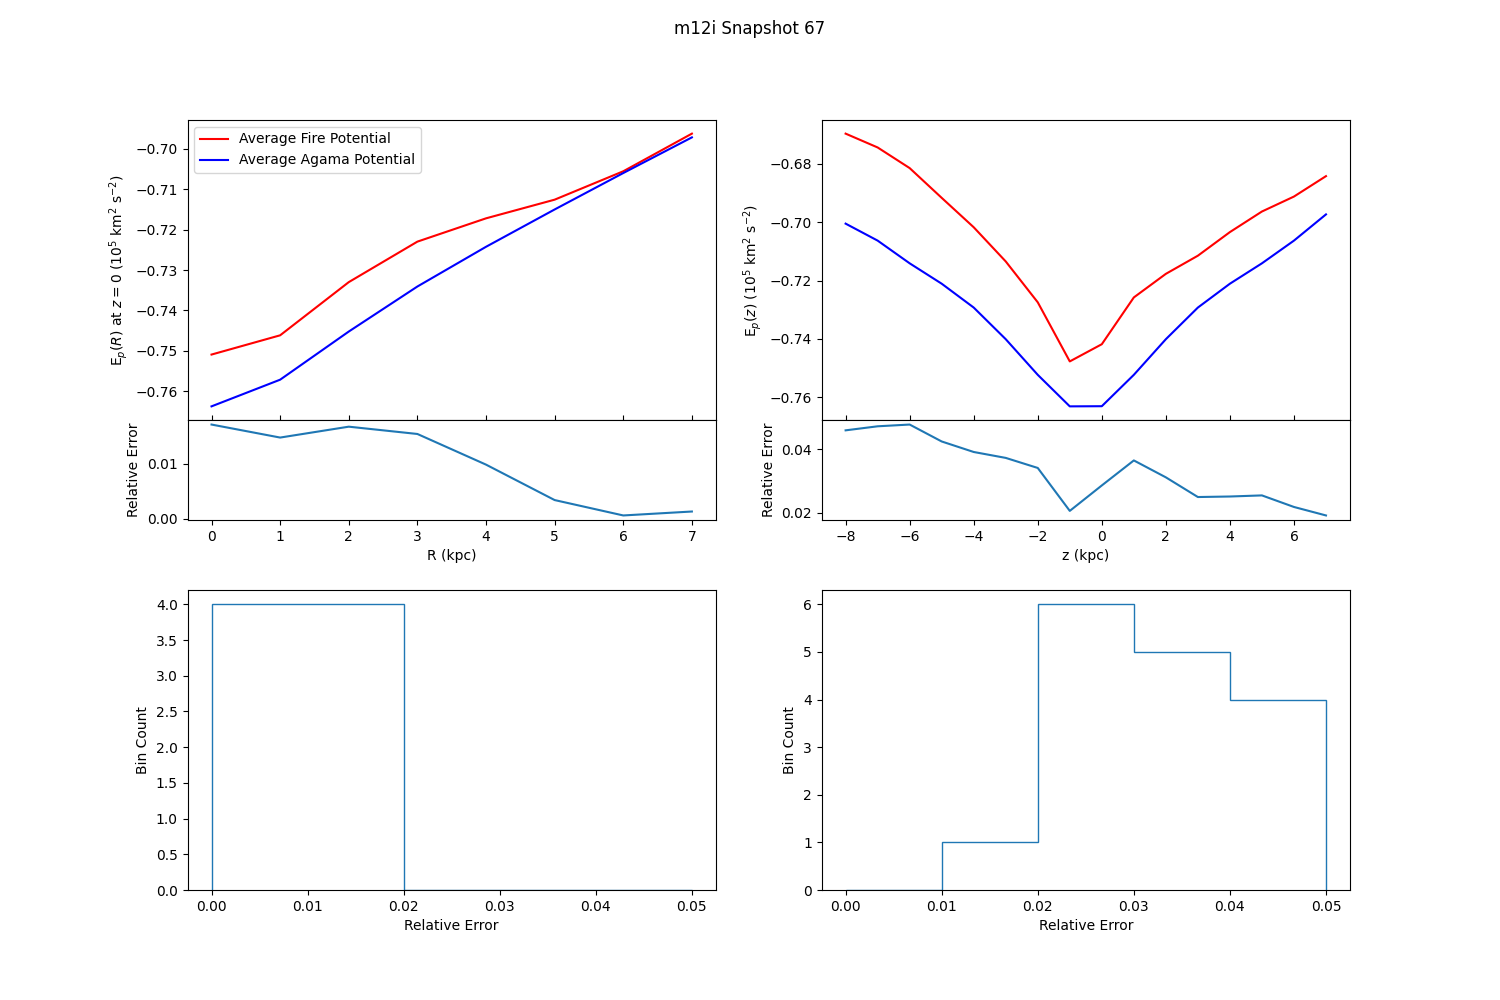 m12i Snapshot 67
Average Fire Potential
Average Agama Potential
E$_p$(R) at z = 0 (10$^5$ km$^2$ s$^{-2}$)
−0.70
−0.71
−0.72
−0.73
−0.74
−0.75
−0.76
Relative Error
0.01
0.00
0 1 2 3 4 5 6 7
R (kpc)
E$_p$(z) (10$^5$ km$^2$ s$^{-2}$)
−0.68
−0.70
−0.72
−0.74
−0.76
Relative Error
0.04
0.02
−8 −6 −4 −2 0 2 4 6
z (kpc)
Bin Count
4.0
3.5
3.0
2.5
2.0
1.5
1.0
0.5
0.0
0.00 0.01 0.02 0.03 0.04 0.05
Relative Error
Bin Count
6
5
4
3
2
1
0
0.00 0.01 0.02 0.03 0.04 0.05
Relative Error